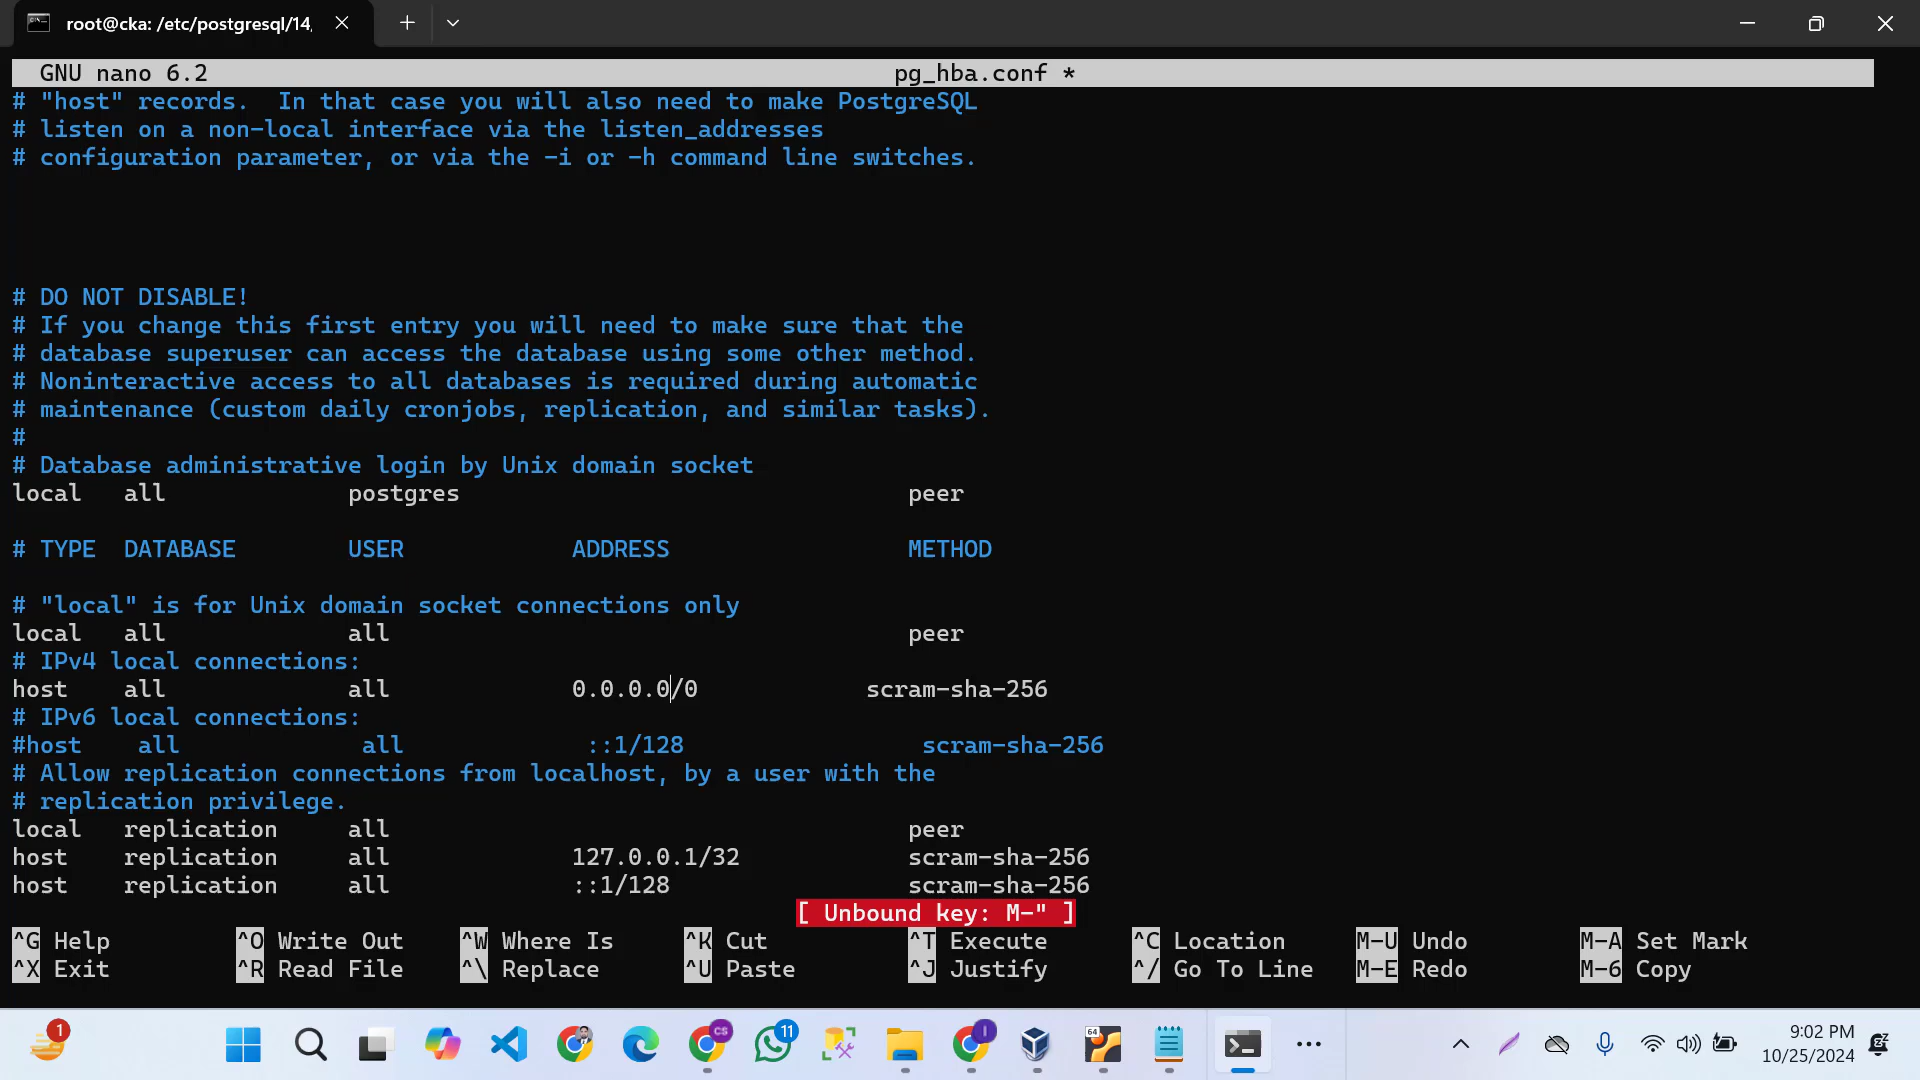 root@cka: /etc/postgresql/14,
GNU nano 6.2 pg_hba.conf *
# "host" records.  In that case you will also need to make PostgreSQL
# listen on a non-local interface via the listen_addresses
# configuration parameter, or via the -i or -h command line switches.
# DO NOT DISABLE!
# If you change this first entry you will need to make sure that the
# database superuser can access the database using some other method.
# Noninteractive access to all databases is required during automatic
# maintenance (custom daily cronjobs, replication, and similar tasks).
#
# Database administrative login by Unix domain socket
local   all             postgres                                peer
# TYPE  DATABASE        USER            ADDRESS                 METHOD
# "local" is for Unix domain socket connections only
local   all             all                                     peer
# IPv4 local connections:
host    all             all             0.0.0.0/0            scram-sha-256
# IPv6 local connections:
#host    all             all             ::1/128                 scram-sha-256
# Allow replication connections from localhost, by a user with the
# replication privilege.
local   replication     all                                     peer
host    replication     all             127.0.0.1/32            scram-sha-256
host    replication     all             ::1/128                 scram-sha-256
[ Unbound key: M-" ]
^G Help ^O Write Out ^W Where Is ^K Cut ^T Execute ^C Location M-U Undo M-A Set Mark
^X Exit ^R Read File ^\ Replace ^U Paste ^J Justify ^/ Go To Line M-E Redo M-6 Copy
1 CS 11 I 64 9:02 PM
10/25/2024